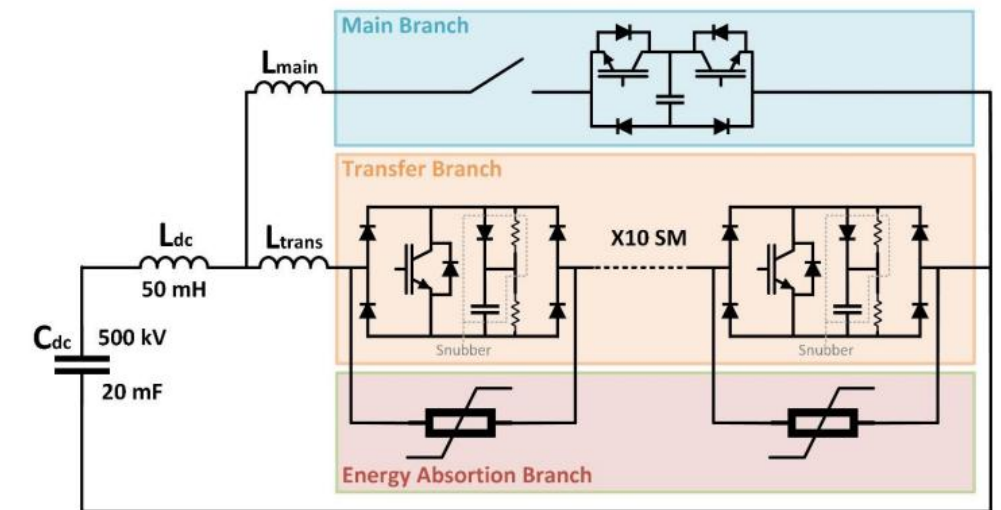 Main Branch
Lmain
Transfer Branch
Ldc
Ltrans
X10 SM
50 mH
Cdc
500 kV
20 mF
Snubber
Snubber
Energy Absortion Branch